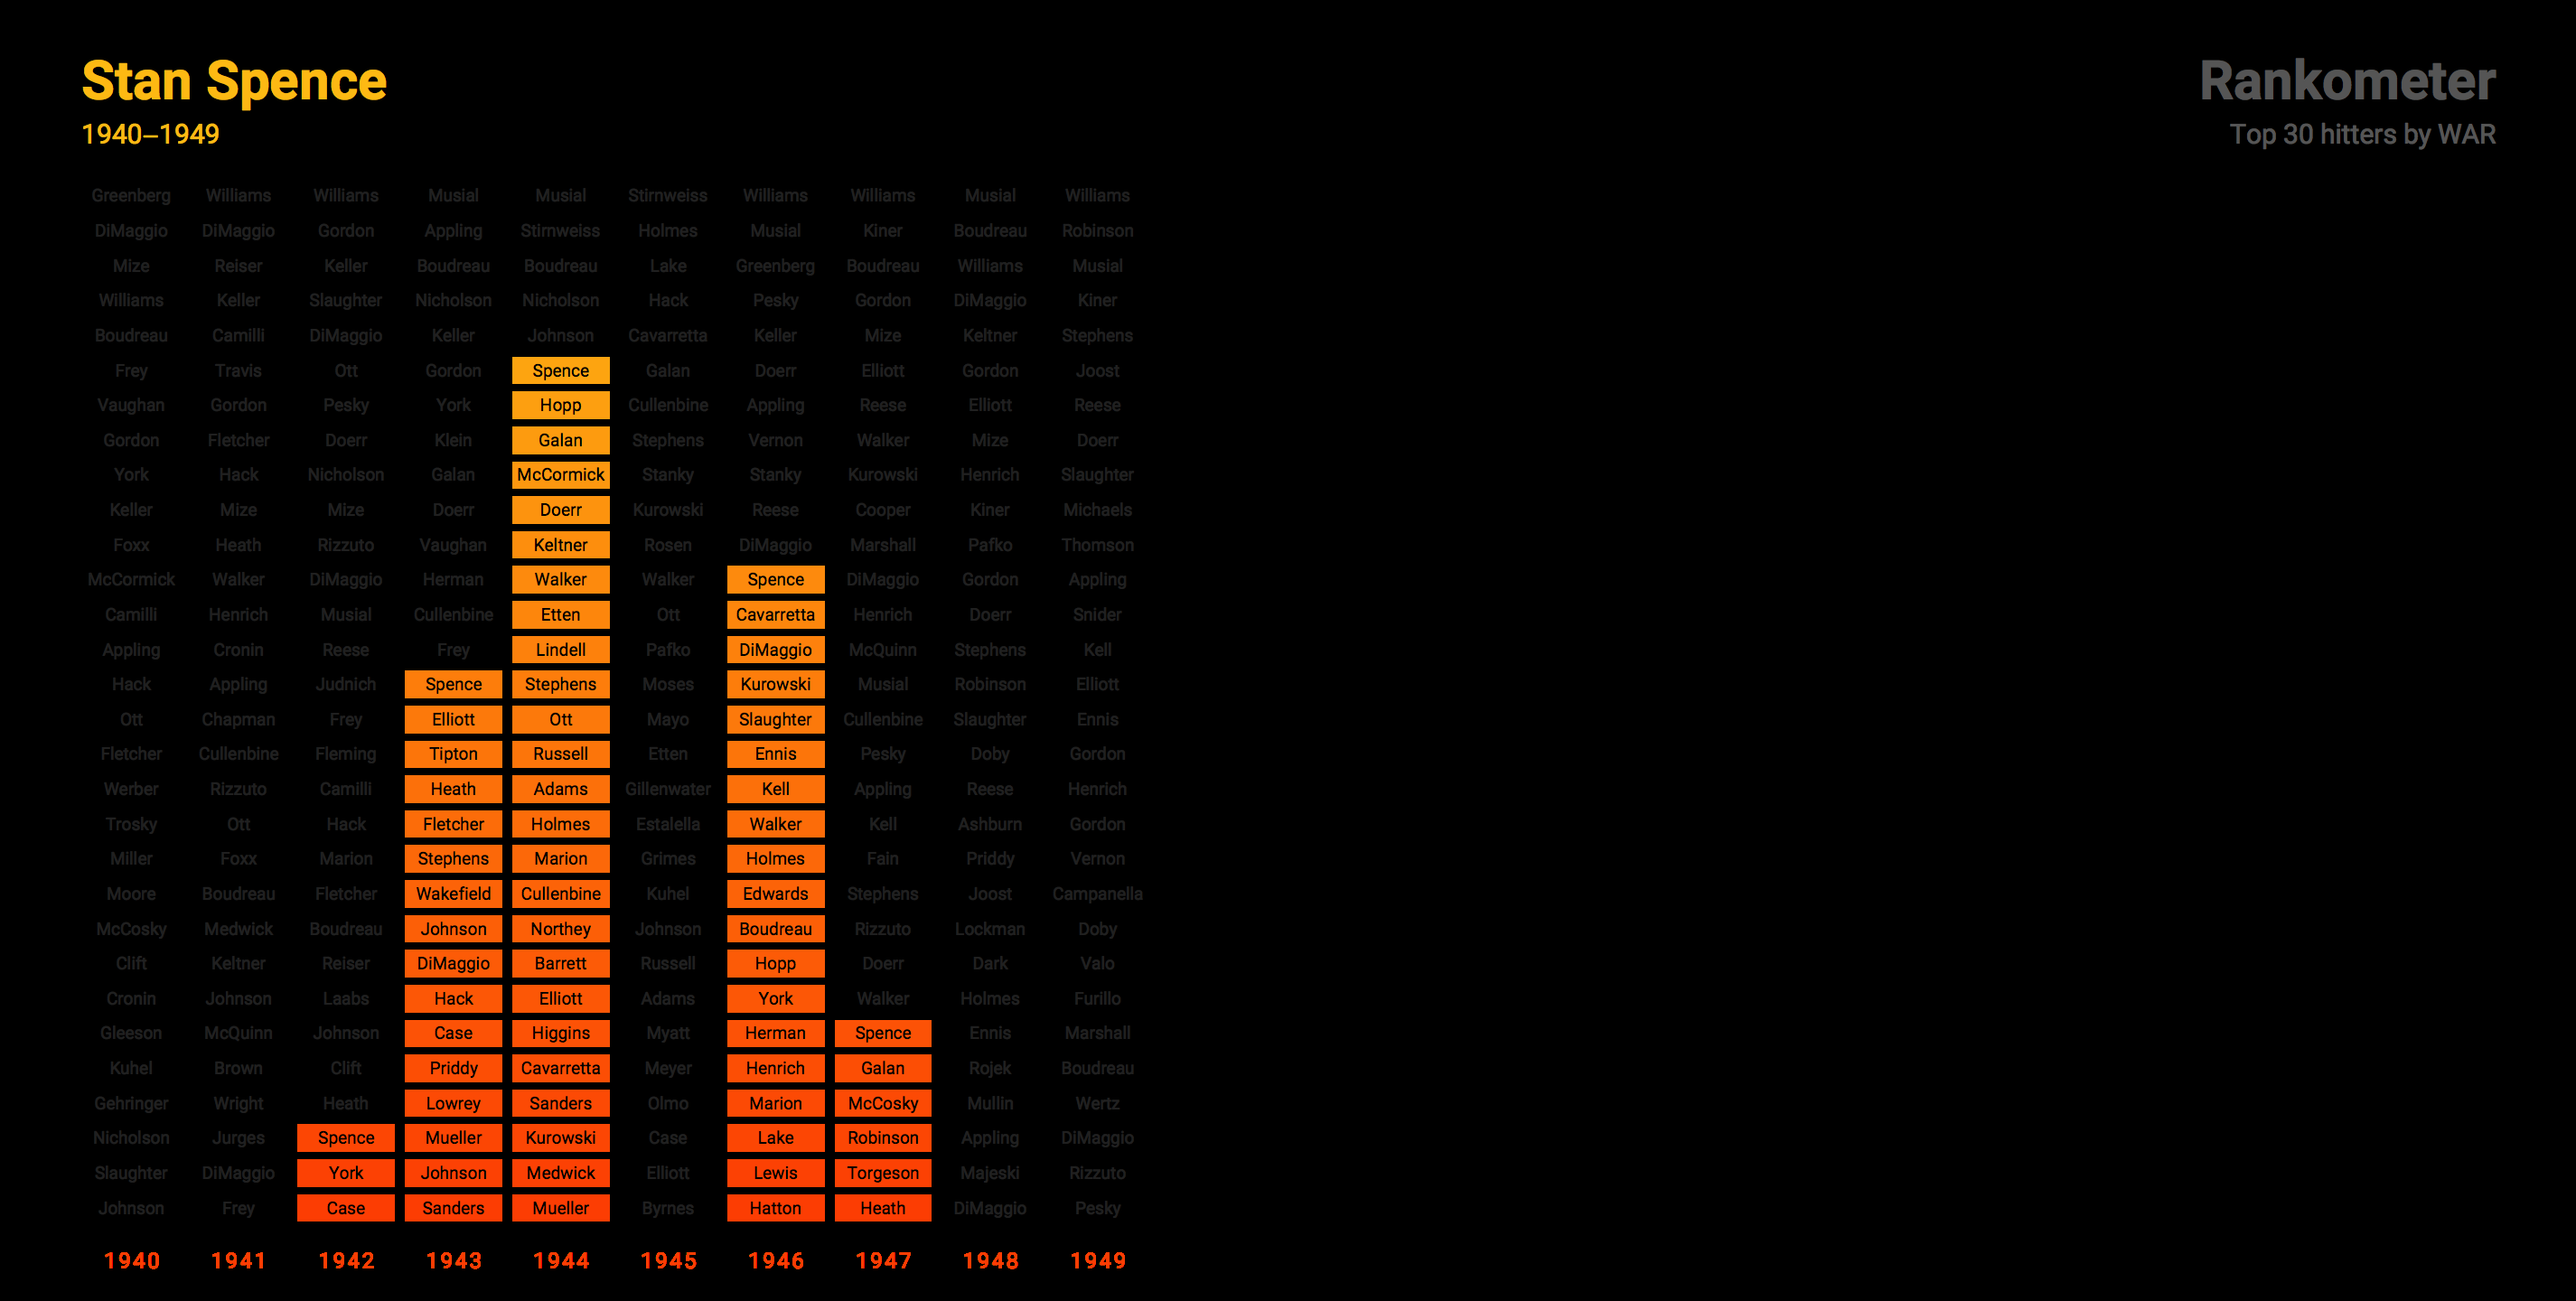 Stan Spence
1940–1949
Rankometer
Top 30 hitters by WAR
Greenberg Williams Williams Musial Musial Stirnweiss Williams Williams Musial Williams
DiMaggio DiMaggio Gordon Appling Stirnweiss Holmes Musial Kiner Boudreau Robinson
Mize Reiser Keller Boudreau Boudreau Lake Greenberg Boudreau Williams Musial
Williams Keller Slaughter Nicholson Nicholson Hack Pesky Gordon DiMaggio Kiner
Boudreau Camilli DiMaggio Keller Johnson Cavarretta Keller Mize Keltner Stephens
Frey Travis Ott Gordon Spence Galan Doerr Elliott Gordon Joost
Vaughan Gordon Pesky York Hopp Cullenbine Appling Reese Elliott Reese
Gordon Fletcher Doerr Klein Galan Stephens Vernon Walker Mize Doerr
York Hack Nicholson Galan McCormick Stanky Stanky Kurowski Henrich Slaughter
Keller Mize Mize Doerr Doerr Kurowski Reese Cooper Kiner Michaels
Foxx Heath Rizzuto Vaughan Keltner Rosen DiMaggio Marshall Pafko Thomson
McCormick Walker DiMaggio Herman Walker Walker Spence DiMaggio Gordon Appling
Camilli Henrich Musial Cullenbine Etten Ott Cavarretta Henrich Doerr Snider
Appling Cronin Reese Frey Lindell Pafko DiMaggio McQuinn Stephens Kell
Hack Appling Judnich Spence Stephens Moses Kurowski Musial Robinson Elliott
Ott Chapman Frey Elliott Ott Mayo Slaughter Cullenbine Slaughter Ennis
Fletcher Cullenbine Fleming Tipton Russell Etten Ennis Pesky Doby Gordon
Werber Rizzuto Camilli Heath Adams Gillenwater Kell Appling Reese Henrich
Trosky Ott Hack Fletcher Holmes Estalella Walker Kell Ashburn Gordon
Miller Foxx Marion Stephens Marion Grimes Holmes Fain Priddy Vernon
Moore Boudreau Fletcher Wakefield Cullenbine Kuhel Edwards Stephens Joost Campanella
McCosky Medwick Boudreau Johnson Northey Johnson Boudreau Rizzuto Lockman Doby
Clift Keltner Reiser DiMaggio Barrett Russell Hopp Doerr Dark Valo
Cronin Johnson Laabs Hack Elliott Adams York Walker Holmes Furillo
Gleeson McQuinn Johnson Case Higgins Myatt Herman Spence Ennis Marshall
Kuhel Brown Clift Priddy Cavarretta Meyer Henrich Galan Rojek Boudreau
Gehringer Wright Heath Lowrey Sanders Olmo Marion McCosky Mullin Wertz
Nicholson Jurges Spence Mueller Kurowski Case Lake Robinson Appling DiMaggio
Slaughter DiMaggio York Johnson Medwick Elliott Lewis Torgeson Majeski Rizzuto
Johnson Frey Case Sanders Mueller Byrnes Hatton Heath DiMaggio Pesky
1940 1941 1942 1943 1944 1945 1946 1947 1948 1949